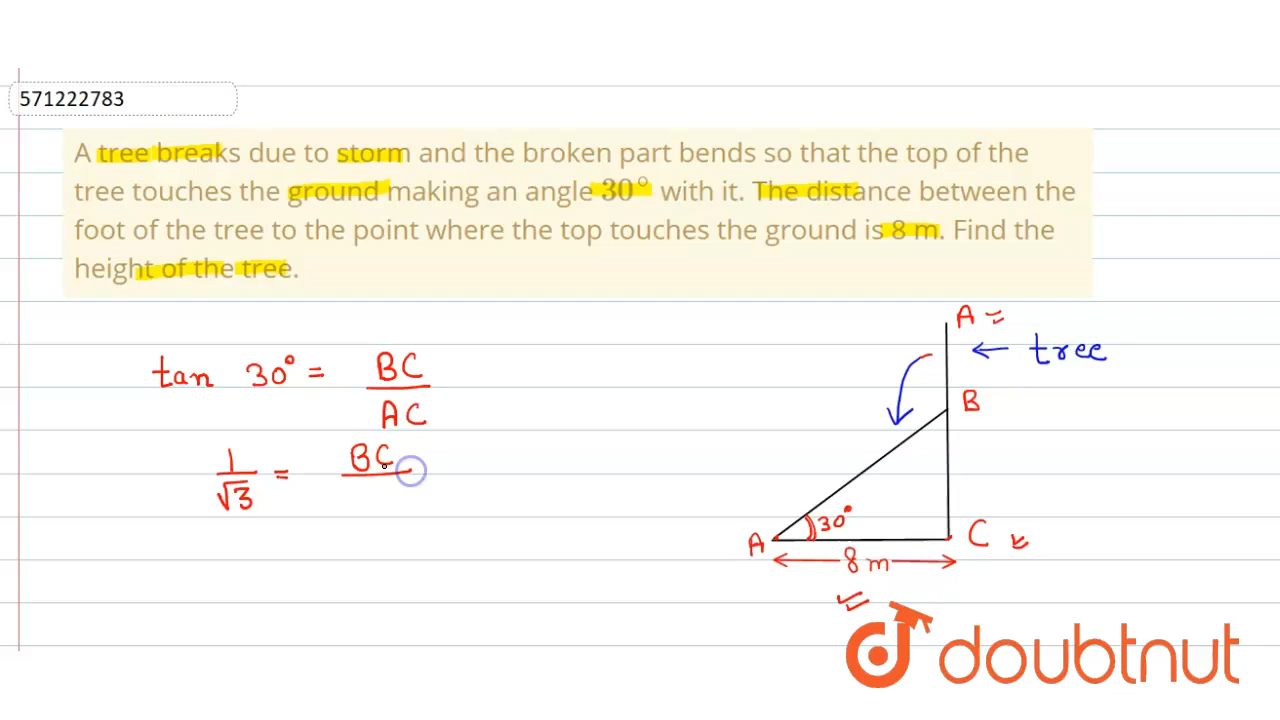 571222783
A tree breaks due to storm and the broken part bends so that the top of the
tree touches the ground making an angle 30° with it. The distance between the
foot of the tree to the point where the top touches the ground is 8 m. Find the
height of the tree.
A =
← tree
tan 30° = BC
AC
B
1 = BC
√3
30°
A
C
8 m
doubtnut